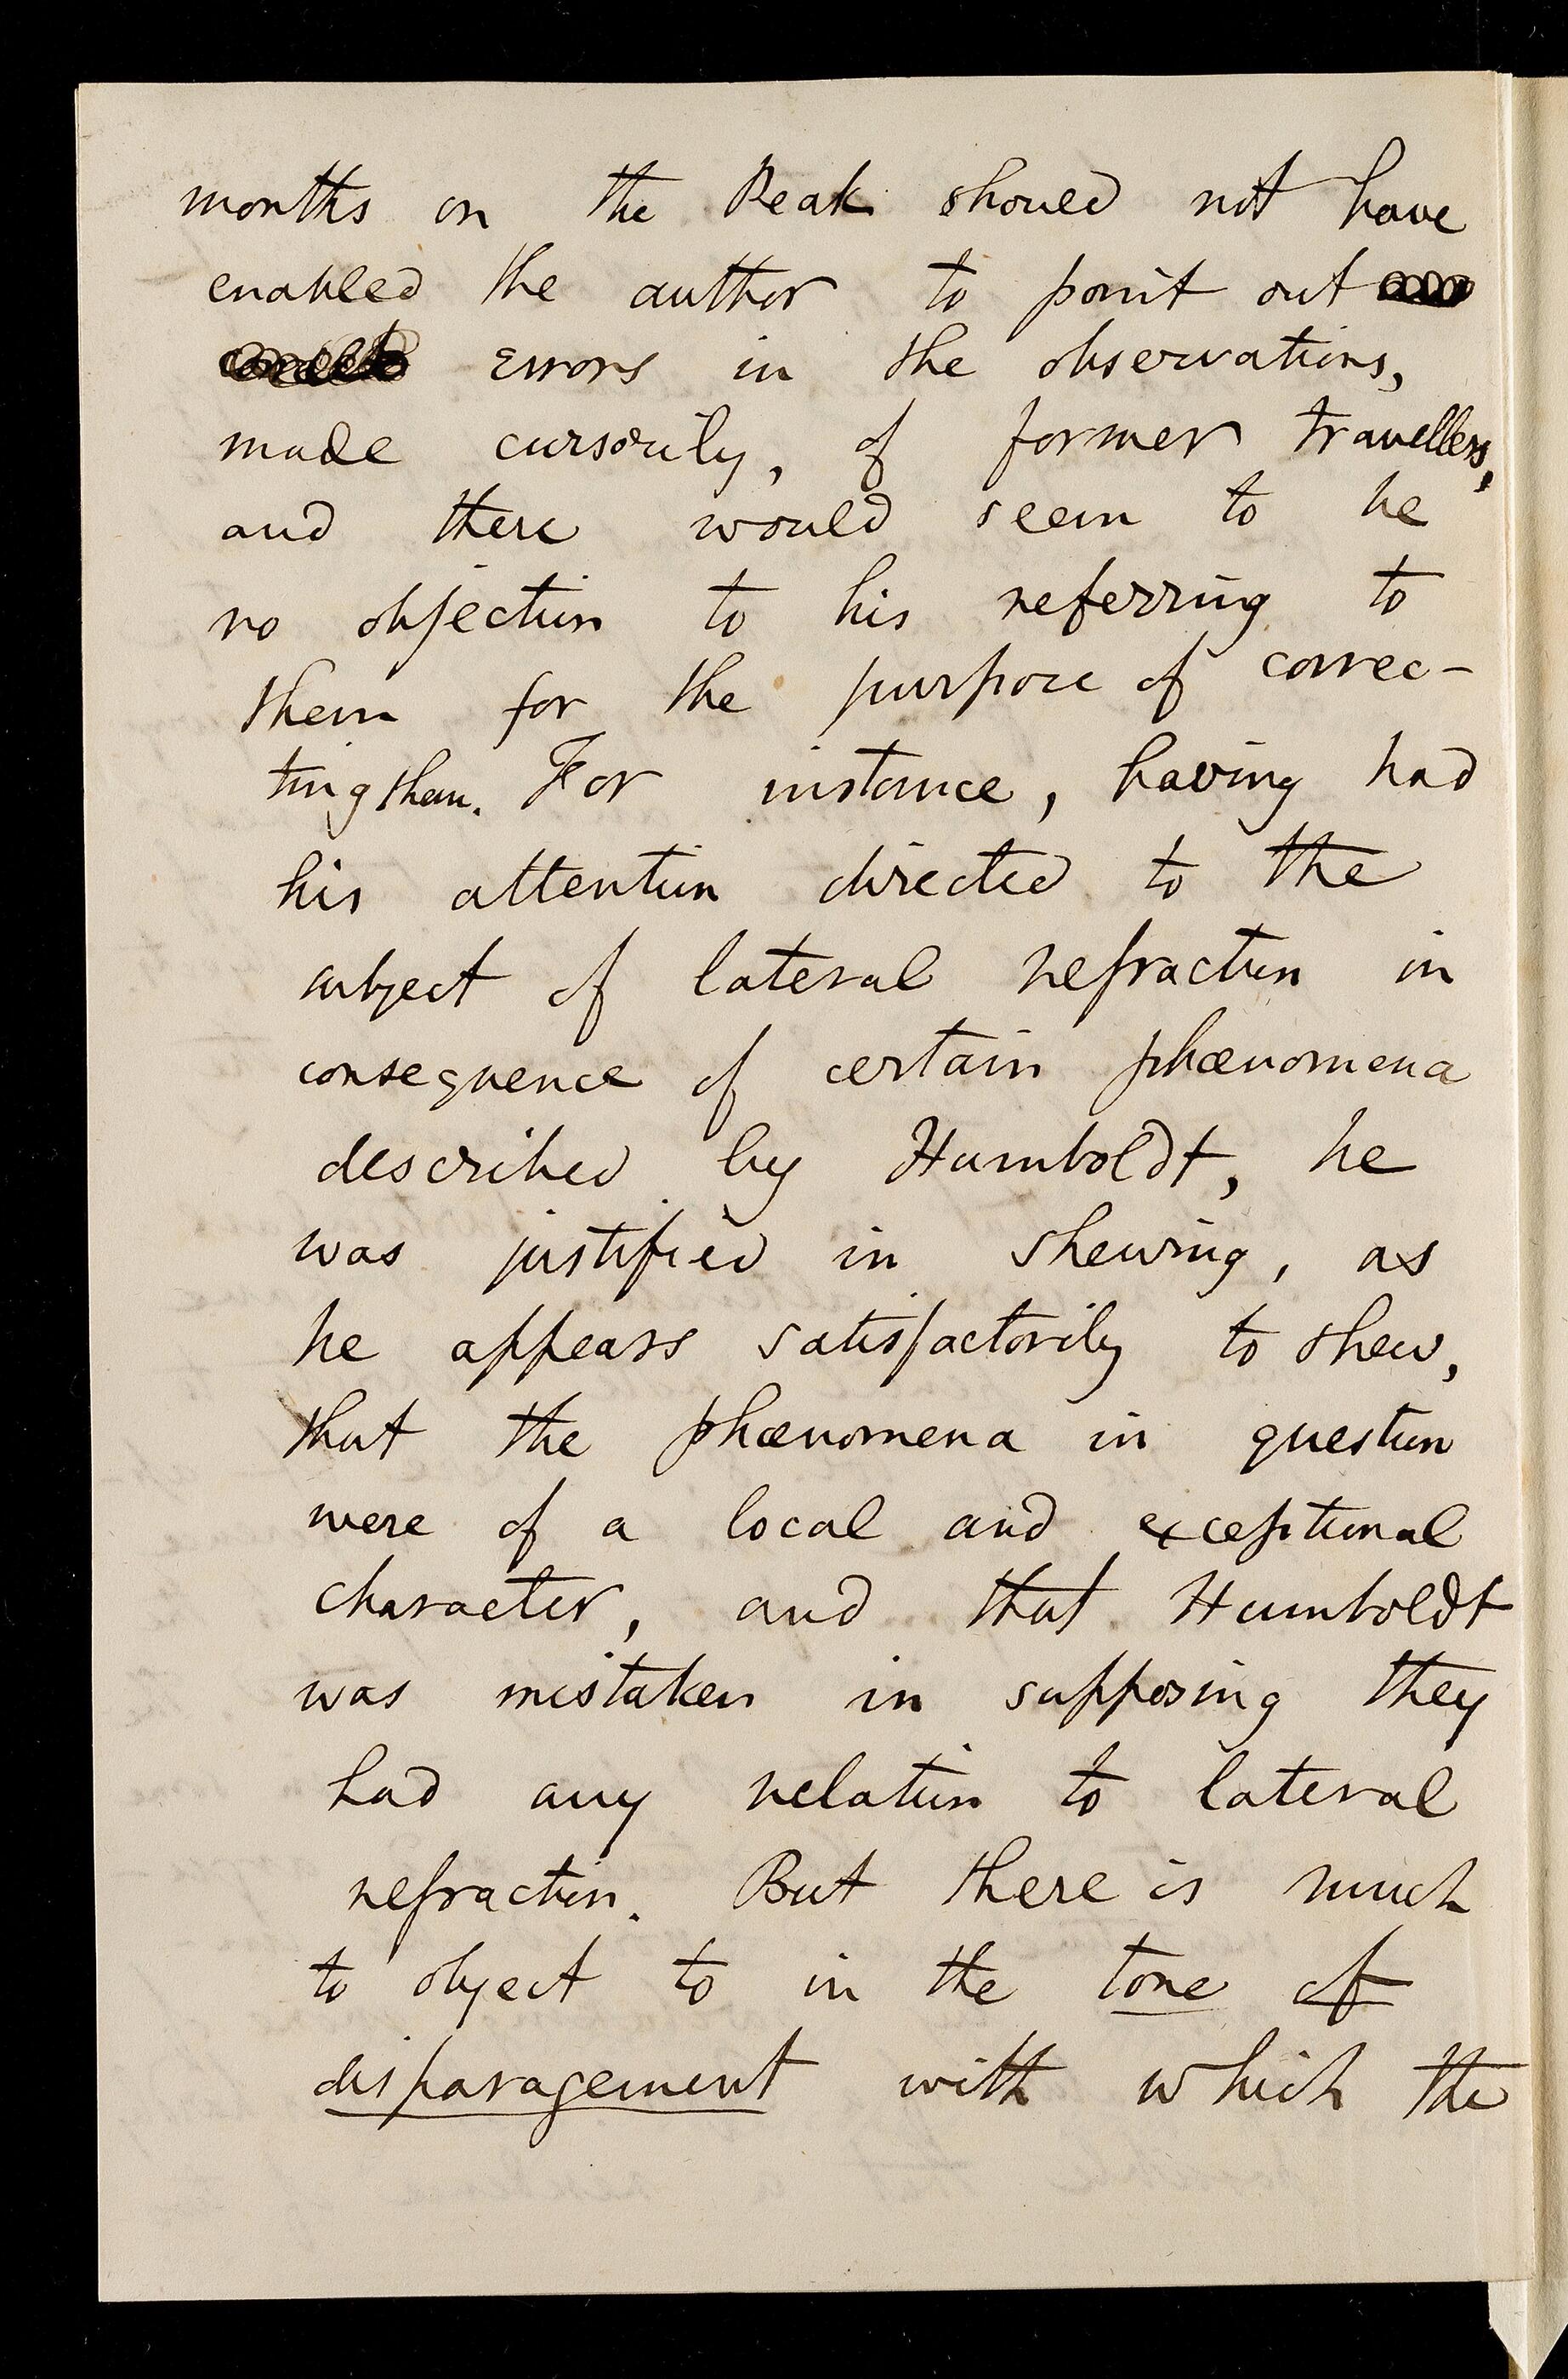 months on the Peak should not have
enabled the author to point out
errors in the observations,
made cursorily, of former travellers,
and there would seem to be
no objection to his referring to
them for the purpose of correc-
ting them. For instance, having had
his attention directed to the
subject of lateral refraction in
consequence of certain phænomena
described by Humboldt, he
was justified in shewing, as
he appears satisfactorily to shew,
that the phænomena in question
were of a local and exceptional
character, and that Humboldt
was mistaken in supposing they
had any relation to lateral
refraction. But there is much
to object to in the tone of
disparagement with which the